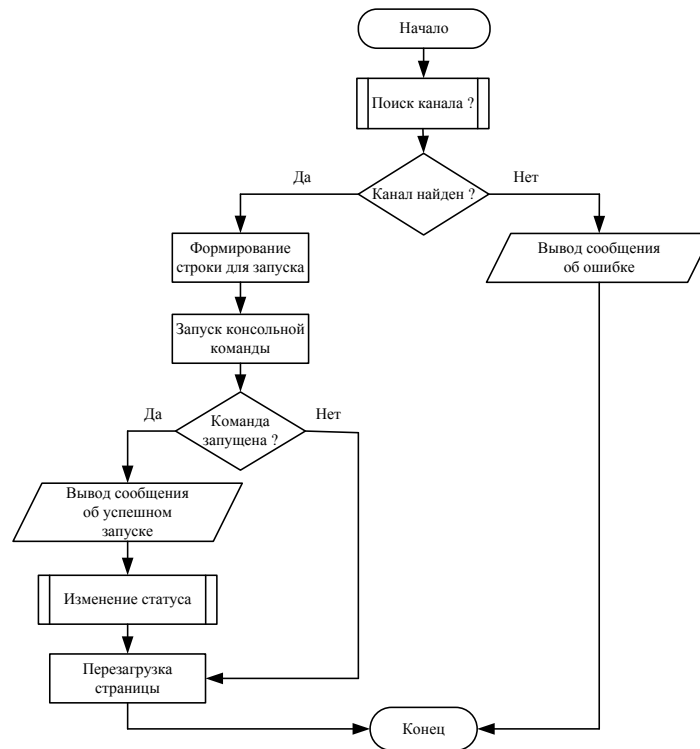 Начало
Поиск канала ?
Канал найден ?
Да
Нет
Формирование
строки для запуска
Вывод сообщения
об ошибке
Запуск консольной
команды
Команда
запущена ?
Да
Нет
Вывод сообщения
об успешном
запуске
Изменение статуса
Перезагрузка
страницы
Конец